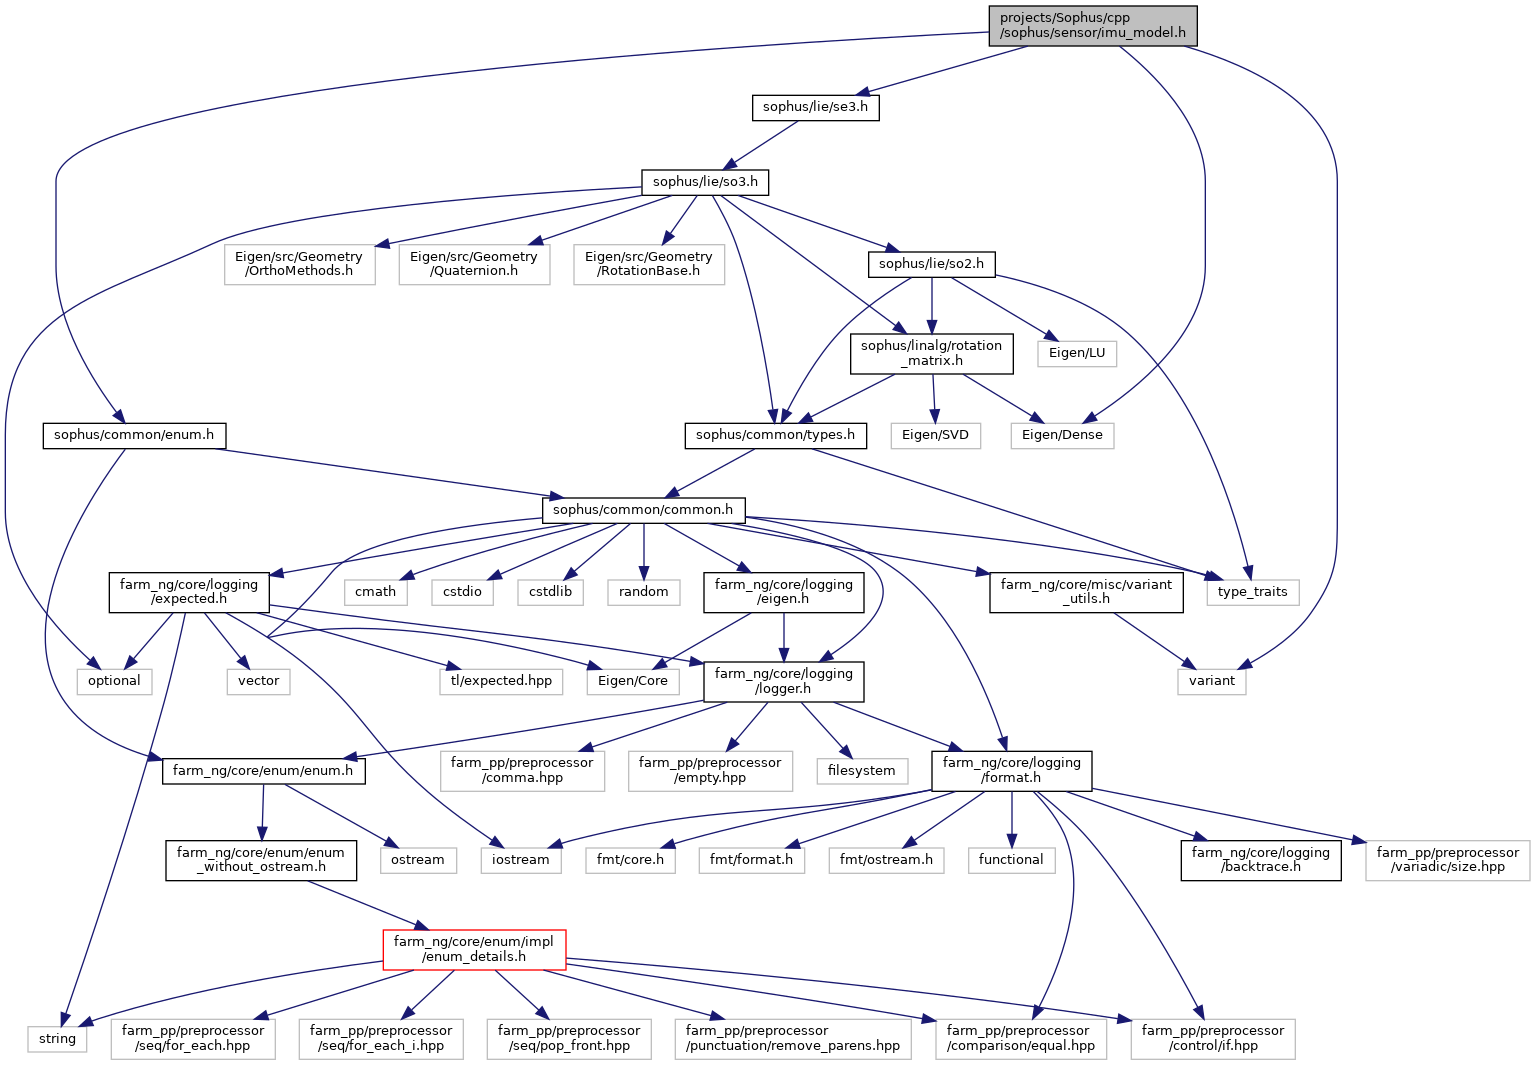 projects/Sophus/cpp
/sophus/sensor/imu_model.h
sophus/lie/se3.h
sophus/lie/so3.h
Eigen/src/Geometry
/OrthoMethods.h
Eigen/src/Geometry
/Quaternion.h
Eigen/src/Geometry
/RotationBase.h
sophus/lie/so2.h
sophus/linalg/rotation
_matrix.h
Eigen/LU
sophus/common/enum.h
sophus/common/types.h
Eigen/SVD
Eigen/Dense
sophus/common/common.h
farm_ng/core/logging
/expected.h
cmath
cstdio
cstdlib
random
farm_ng/core/logging
/eigen.h
farm_ng/core/misc/variant
_utils.h
type_traits
optional
vector
tl/expected.hpp
Eigen/Core
farm_ng/core/logging
/logger.h
variant
farm_ng/core/enum/enum.h
farm_pp/preprocessor
/comma.hpp
farm_pp/preprocessor
/empty.hpp
filesystem
farm_ng/core/logging
/format.h
farm_ng/core/enum/enum
_without_ostream.h
ostream
iostream
fmt/core.h
fmt/format.h
fmt/ostream.h
functional
farm_ng/core/logging
/backtrace.h
farm_pp/preprocessor
/variadic/size.hpp
farm_ng/core/enum/impl
/enum_details.h
string
farm_pp/preprocessor
/seq/for_each.hpp
farm_pp/preprocessor
/seq/for_each_i.hpp
farm_pp/preprocessor
/seq/pop_front.hpp
farm_pp/preprocessor
/punctuation/remove_parens.hpp
farm_pp/preprocessor
/comparison/equal.hpp
farm_pp/preprocessor
/control/if.hpp